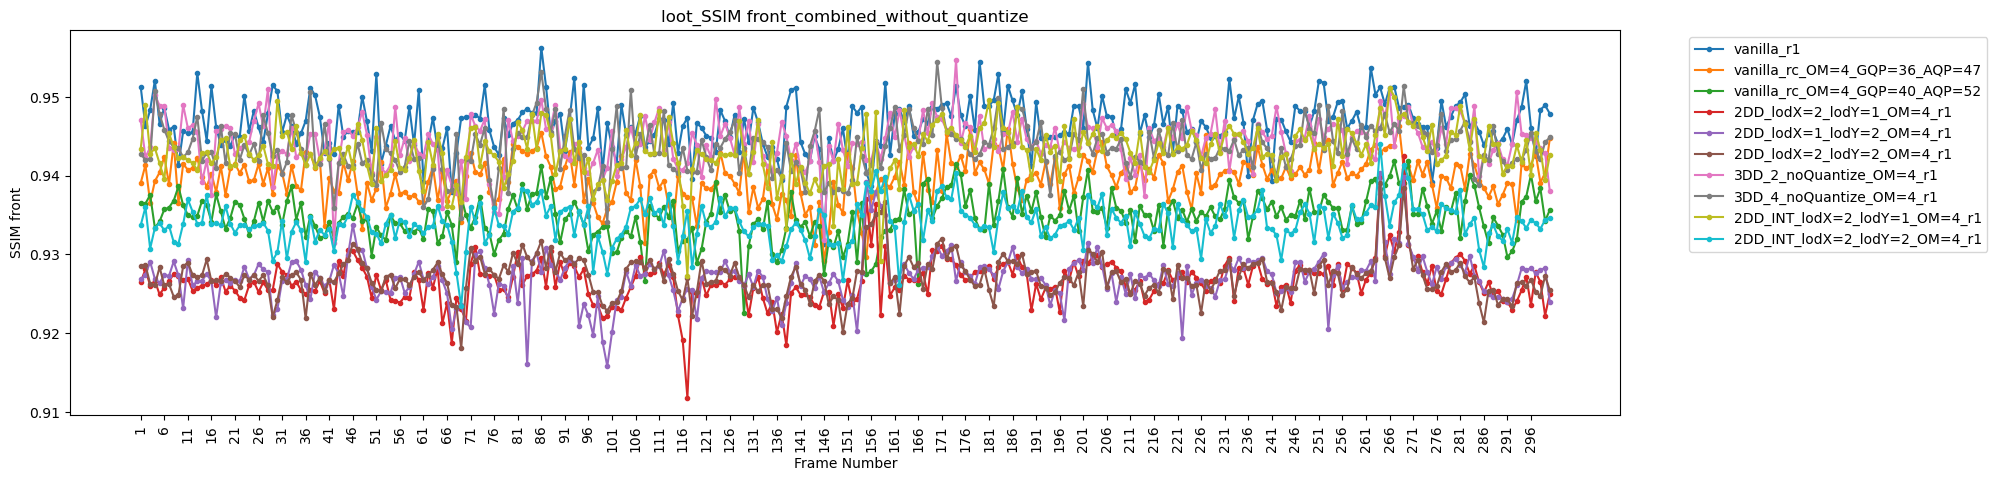 loot_SSIM front_combined_without_quantize
SSIM front
0.95
0.94
0.93
0.92
0.91
1 6 11 16 21 26 31 36 41 46 51 56 61 66 71 76 81 86 91 96 101 106 111 116 121 126 131 136 141 146 151 156 161 166 171 176 181 186 191 196 201 206 211 216 221 226 231 236 241 246 251 256 261 266 271 276 281 286 291 296
Frame Number
vanilla_r1
vanilla_rc_OM=4_GQP=36_AQP=47
vanilla_rc_OM=4_GQP=40_AQP=52
2DD_lodX=2_lodY=1_OM=4_r1
2DD_lodX=1_lodY=2_OM=4_r1
2DD_lodX=2_lodY=2_OM=4_r1
3DD_2_noQuantize_OM=4_r1
3DD_4_noQuantize_OM=4_r1
2DD_INT_lodX=2_lodY=1_OM=4_r1
2DD_INT_lodX=2_lodY=2_OM=4_r1